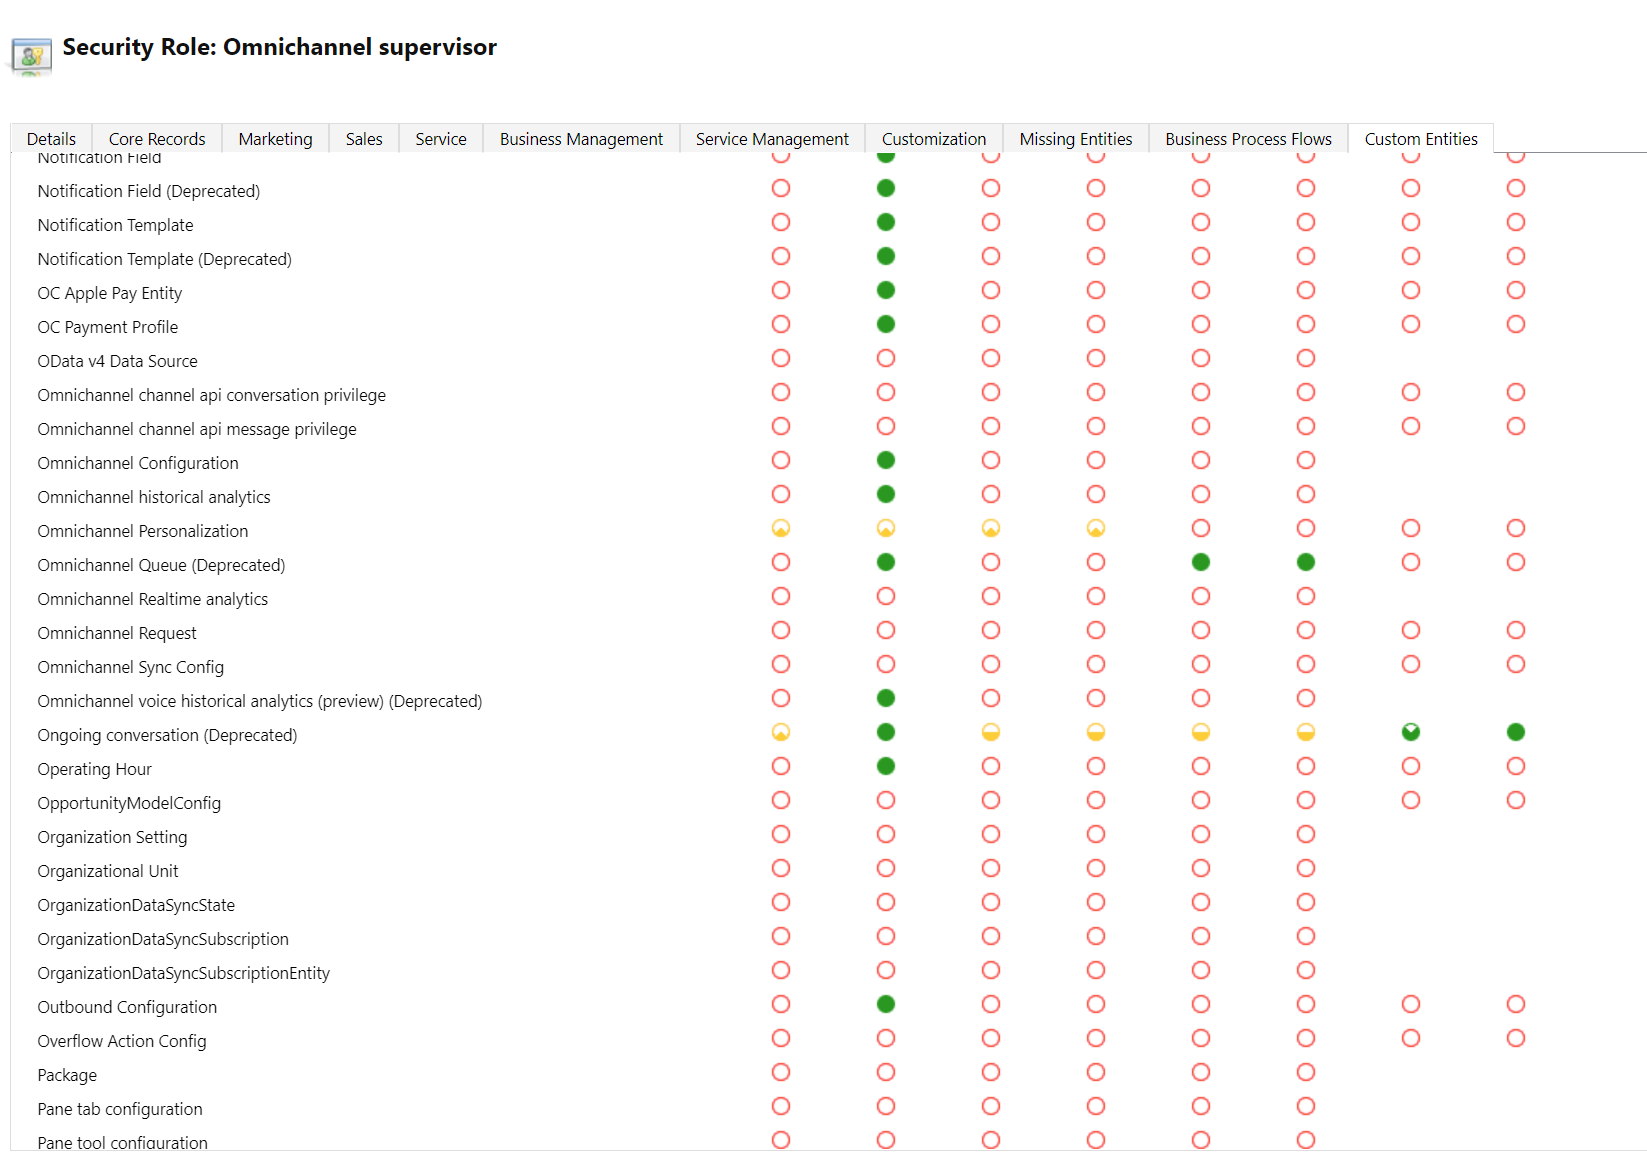 Security Role: Omnichannel supervisor
Details Core Records Marketing Sales Service Business Management Service Management Customization Missing Entities Business Process Flows Custom Entities
Notification Field
Notification Field (Deprecated)
Notification Template
Notification Template (Deprecated)
OC Apple Pay Entity
OC Payment Profile
OData v4 Data Source
Omnichannel channel api conversation privilege
Omnichannel channel api message privilege
Omnichannel Configuration
Omnichannel historical analytics
Omnichannel Personalization
Omnichannel Queue (Deprecated)
Omnichannel Realtime analytics
Omnichannel Request
Omnichannel Sync Config
Omnichannel voice historical analytics (preview) (Deprecated)
Ongoing conversation (Deprecated)
Operating Hour
OpportunityModelConfig
Organization Setting
Organizational Unit
OrganizationDataSyncState
OrganizationDataSyncSubscription
OrganizationDataSyncSubscriptionEntity
Outbound Configuration
Overflow Action Config
Package
Pane tab configuration
Pane tool configuration